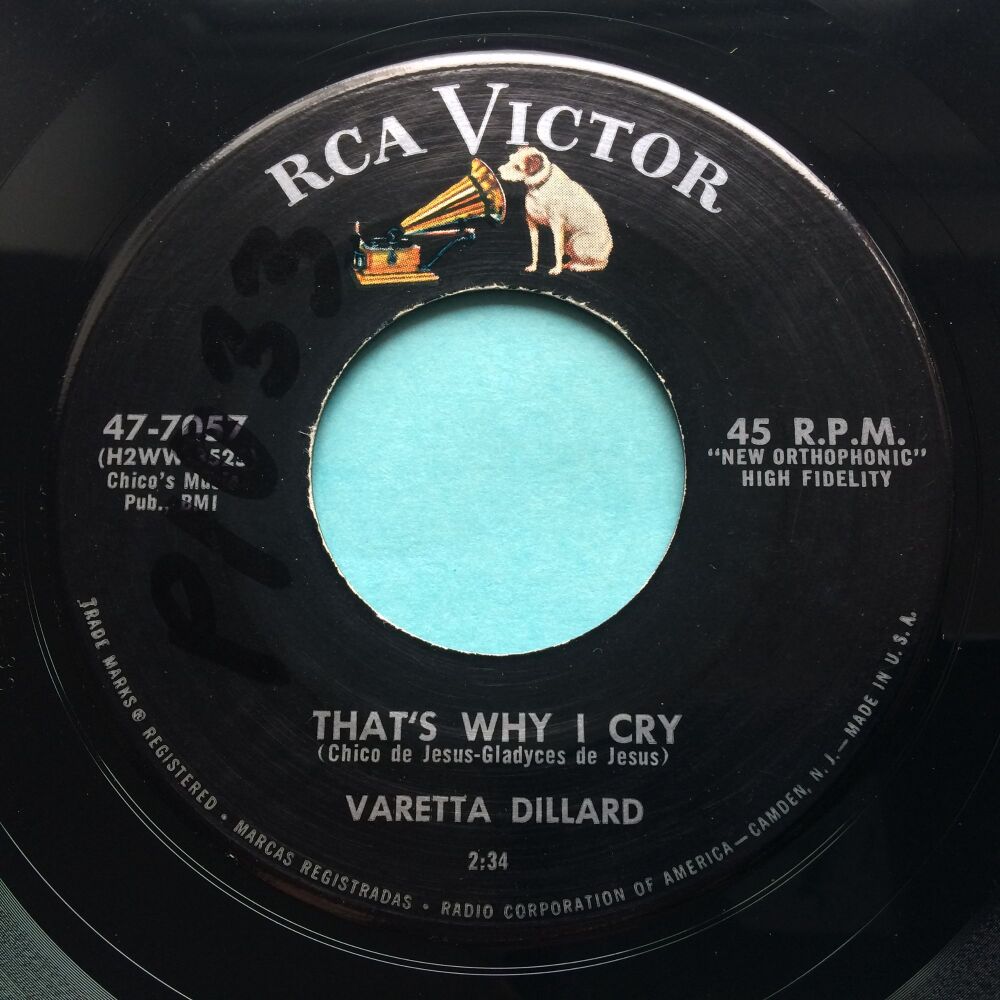 RCA VICTOR
P1033
47-7057
Chico's
Pub., BMI
45 R.P.M.
"NEW ORTHOPHONIC"
HIGH FIDELITY
THAT'S WHY I CRY
(Chico de Jesus-Gladyces de Jesus)
VARETTA DILLARD
2:34
TRADE MARKS ® REGISTERED • MARCAS REGISTRADAS • RADIO CORPORATION OF AMERICA — CAMDEN, N. J. — MADE IN U. S. A.